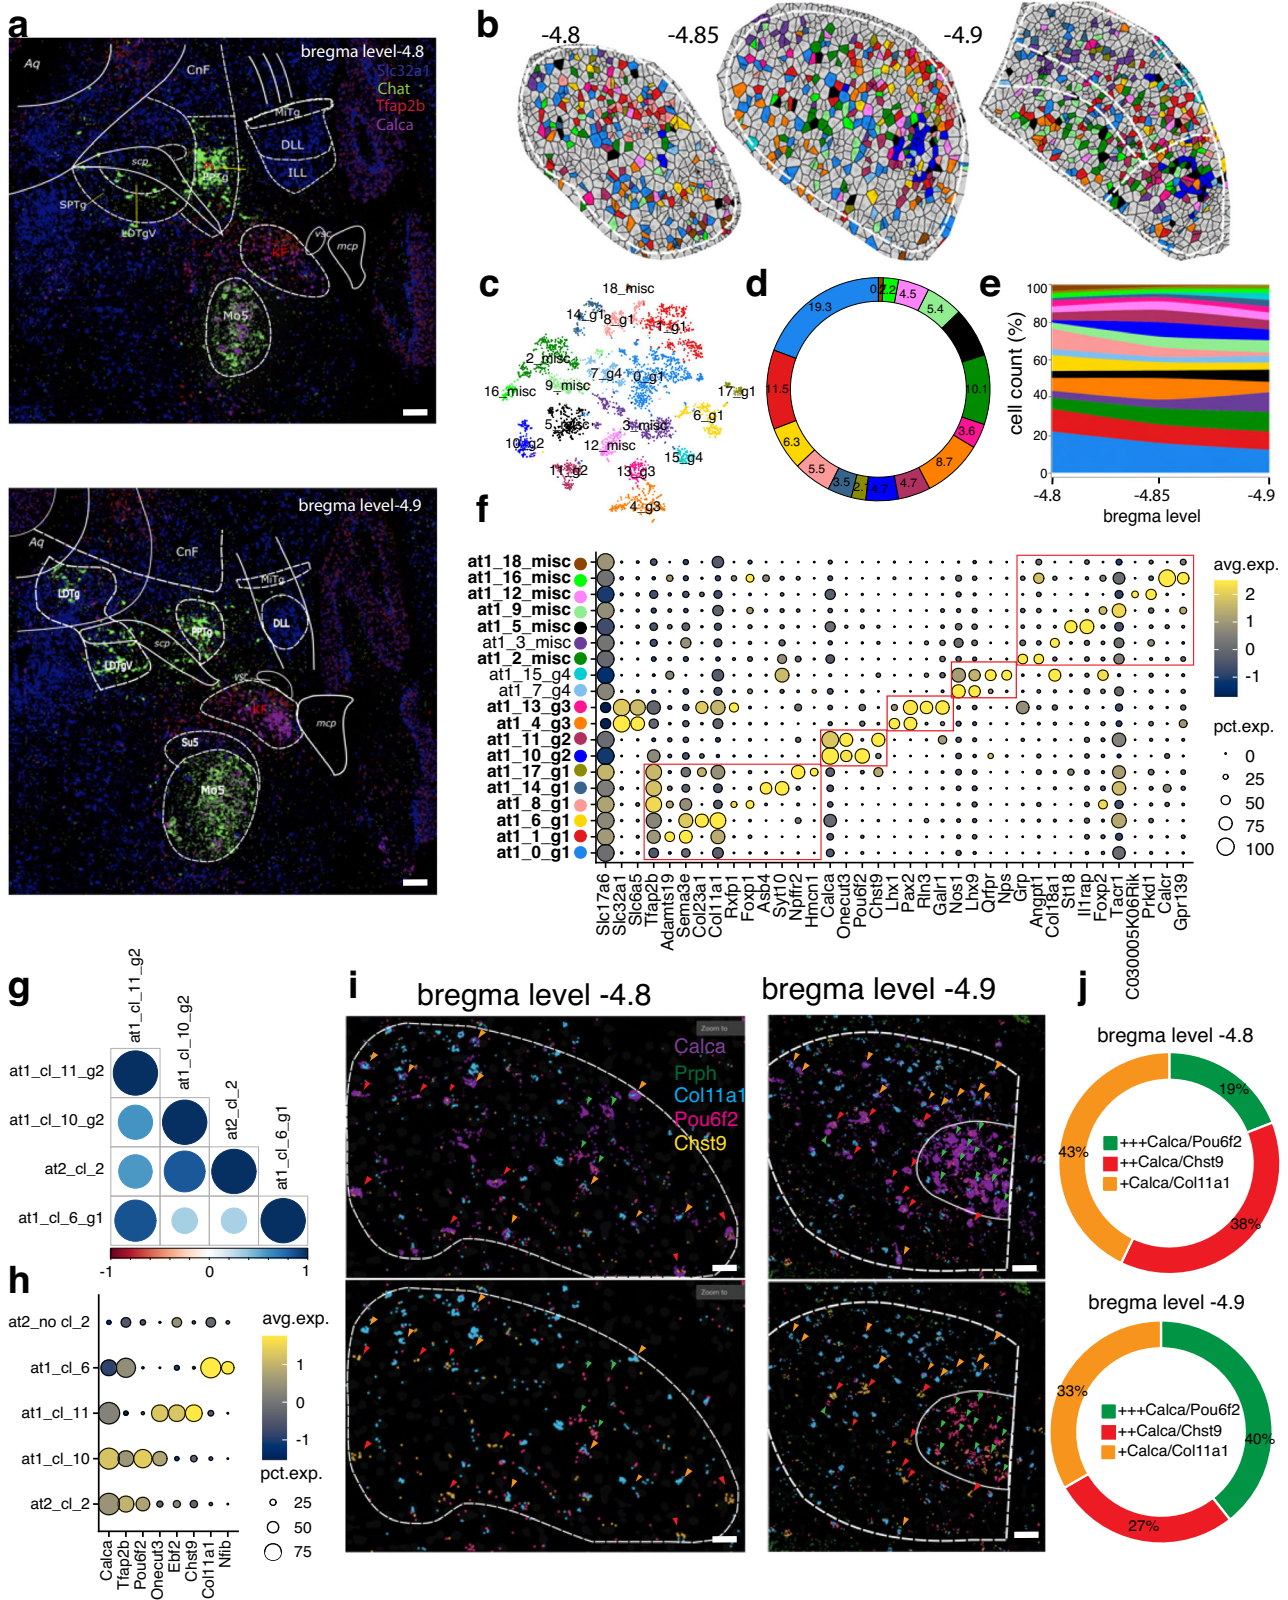 a
bregma level-4.8
Slc32a1
Chat
Tfap2b
Calca
Aq
CnF
MiTg
DLL
ILL
scp
PPTg
SPTg
LDTgV
KF
vsc
mcp
Mo5
bregma level-4.9
Aq
CnF
MiTg
LDTg
PPTg
DLL
scp
LDTgV
vsc
KF
mcp
Su5
Mo5
b
-4.8
-4.85
-4.9
c
18_misc
14_g1
8_g1
1_g1
2_misc
7_g4
0_g1
9_misc
16_misc
17_g1
6_g1
5_misc
3_misc
10_g2
12_misc
15_g4
11_g2
13_g3
4_g3
d
2.2
4.5
5.4
10.1
3.6
8.7
4.7
4.7
3.5
5.5
6.3
11.5
19.3
e
cell count (%)
100
80
60
40
20
0
-4.8
-4.85
-4.9
bregma level
f
at1_18_misc
at1_16_misc
at1_12_misc
at1_9_misc
at1_5_misc
at1_3_misc
at1_2_misc
at1_15_g4
at1_7_g4
at1_13_g3
at1_4_g3
at1_11_g2
at1_10_g2
at1_17_g1
at1_14_g1
at1_8_g1
at1_6_g1
at1_1_g1
at1_0_g1
Slc17a6
Slc32a1
Slc6a5
Tfap2b
Adamts19
Sema3e
Col23a1
Col11a1
Rxfp1
Foxp1
Asb4
Syt10
Npffr2
Hmcn1
Calca
Onecut3
Pou6f2
Chst9
Lhx1
Pax2
Rln3
Galr1
Nos1
Lhx9
Qrfpr
Nps
Grp
Angpt1
Col18a1
St18
Il1rap
Foxp2
Tacr1
C030005K06Rik
Prkd1
Calcr
Gpr139
avg.exp.
2
1
0
-1
pct.exp.
0
25
50
75
100
g
at1_cl_11_g2
at1_cl_10_g2
at2_cl_2
at1_cl_6_g1
at1_cl_11_g2
at1_cl_10_g2
at2_cl_2
at1_cl_6_g1
-1
0
1
h
at2_no cl_2
at1_cl_6
at1_cl_11
at1_cl_10
at2_cl_2
Calca
Tfap2b
Pou6f2
Onecut3
Ebf2
Chst9
Col11a1
Nfib
avg.exp.
1
0
-1
pct.exp.
25
50
75
i
bregma level -4.8
bregma level -4.9
Zoom to
Calca
Prph
Col11a1
Pou6f2
Chst9
Zoom to
j
bregma level -4.8
19%
43%
38%
+++Calca/Pou6f2
++Calca/Chst9
+Calca/Col11a1
bregma level -4.9
33%
40%
27%
+++Calca/Pou6f2
++Calca/Chst9
+Calca/Col11a1